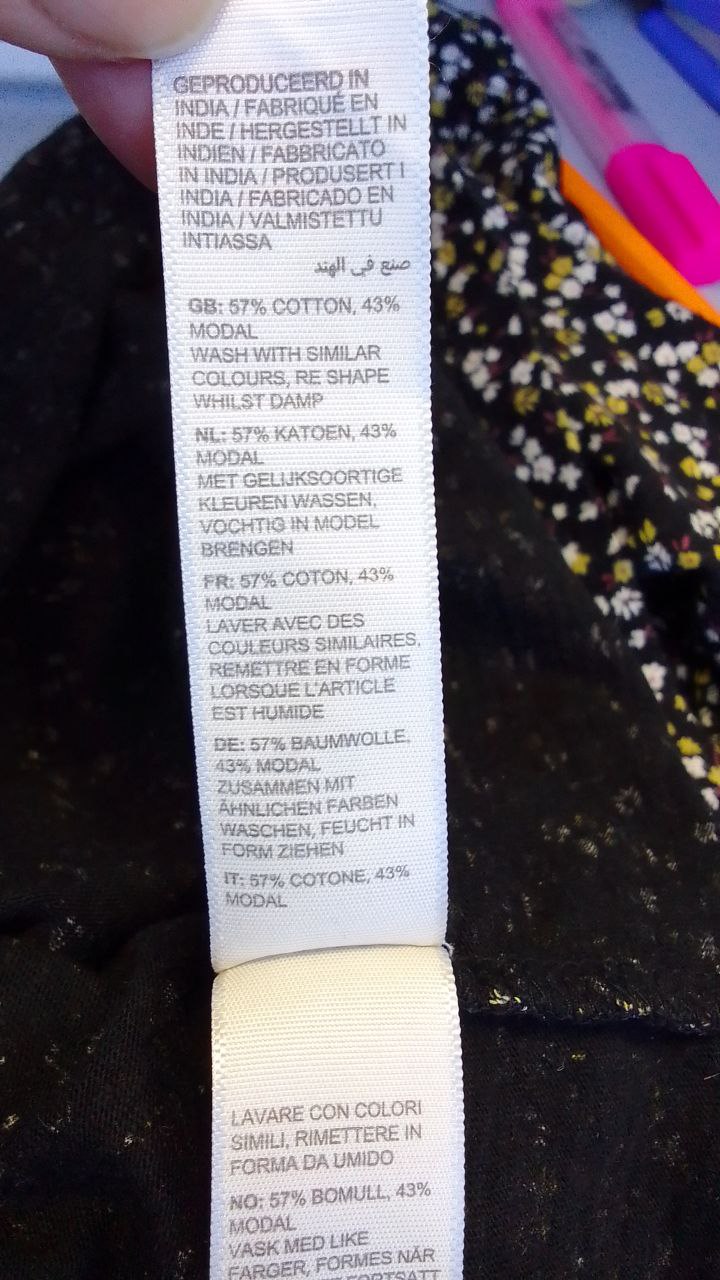 GEPRODUCEERD IN
INDIA / FABRIQUÉ EN
INDE / HERGESTELLT IN
INDIEN / FABBRICATO
IN INDIA / PRODUSERT I
INDIA / FABRICADO EN
INDIA / VALMISTETTU
INTIASSA
صنع في الهند
GB: 57% COTTON, 43%
MODAL
WASH WITH SIMILAR
COLOURS, RE SHAPE
WHILST DAMP
NL: 57% KATOEN, 43%
MODAL
MET GELIJKSOORTIGE
KLEUREN WASSEN,
VOCHTIG IN MODEL
BRENGEN
FR: 57% COTON, 43%
MODAL
LAVER AVEC DES
COULEURS SIMILAIRES,
REMETTRE EN FORME
LORSQUE L'ARTICLE
EST HUMIDE
DE: 57% BAUMWOLLE,
43% MODAL
ZUSAMMEN MIT
ÄHNLICHEN FARBEN
WASCHEN, FEUCHT IN
FORM ZIEHEN
IT: 57% COTONE, 43%
MODAL
LAVARE CON COLORI
SIMILI, RIMETTERE IN
FORMA DA UMIDO
NO: 57% BOMULL, 43%
MODAL
VASK MED LIKE
FARGER, FORMES NÅR
FORTSATT